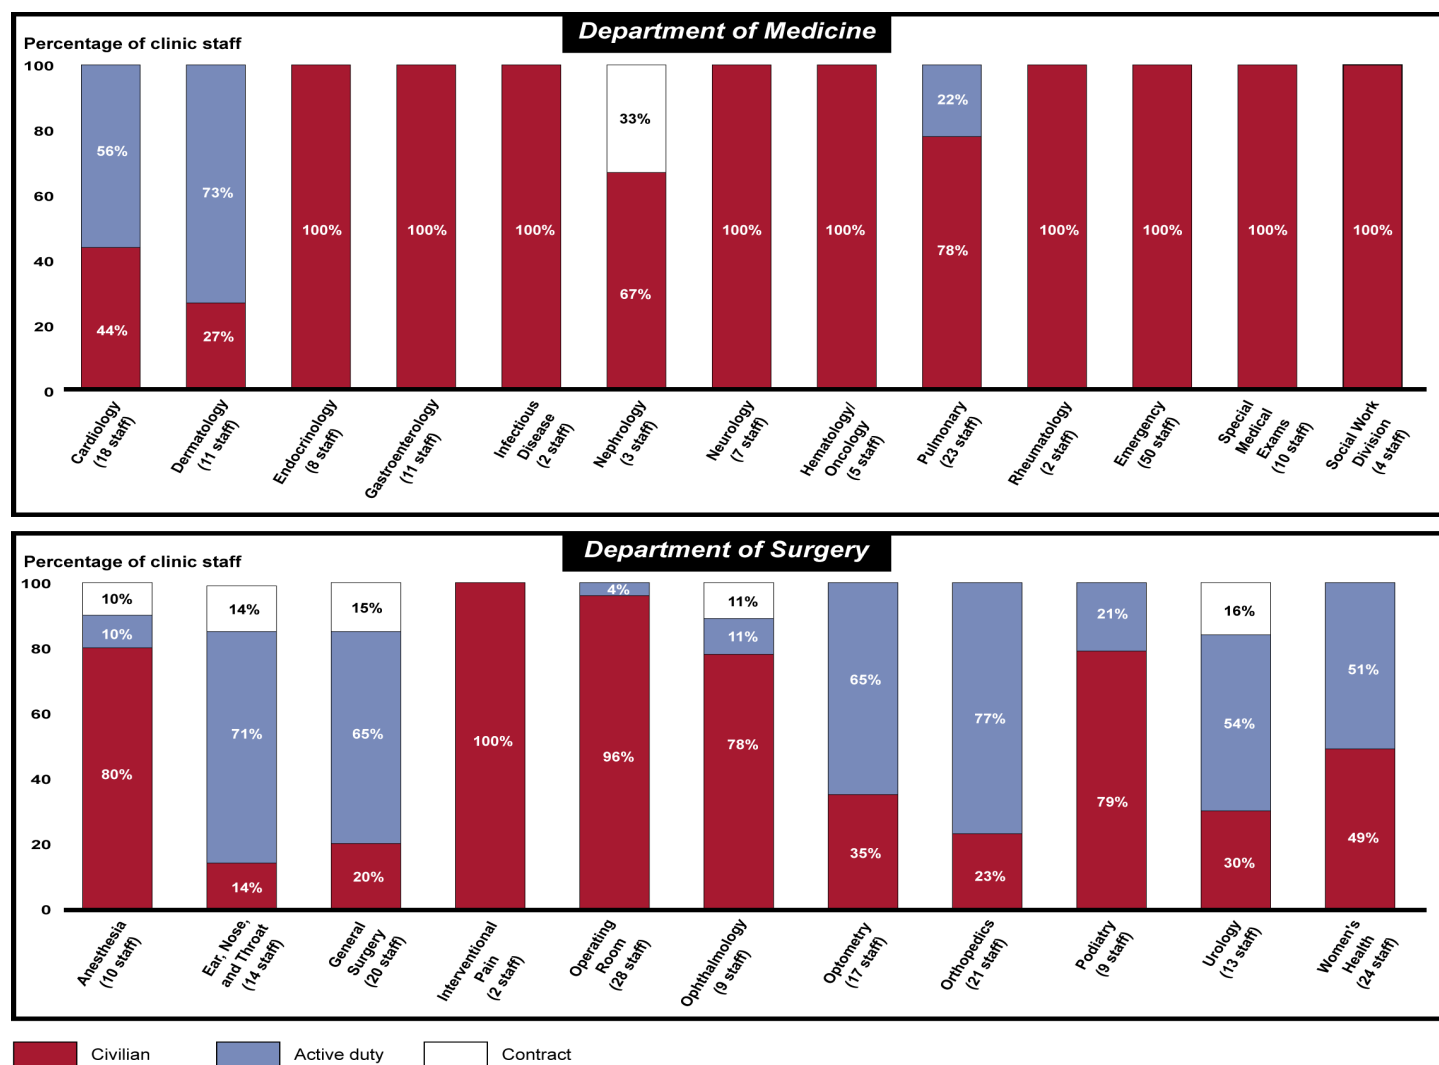 Department of Medicine
Percentage of clinic staff
100
80
60
40
20
0
56%
44%
73%
27%
100%
100%
100%
33%
67%
100%
100%
22%
78%
100%
100%
100%
100%
Cardiology
(18 staff)
Dermatology
(11 staff)
Endocrinology
(8 staff)
Gastroenterology
(11 staff)
Infectious
Disease
(2 staff)
Nephrology
(3 staff)
Neurology
(7 staff)
Hematology/
Oncology
(5 staff)
Pulmonary
(23 staff)
Rheumatology
(2 staff)
Emergency
(50 staff)
Special
Medical
Exams
(10 staff)
Social Work
Division
(4 staff)
Department of Surgery
Percentage of clinic staff
100
80
60
40
20
0
10%
10%
80%
14%
71%
14%
15%
65%
20%
100%
4%
96%
11%
11%
78%
65%
35%
77%
23%
21%
79%
16%
54%
30%
51%
49%
Anesthesia
(10 staff)
Ear, Nose,
and Throat
(14 staff)
General
Surgery
(20 staff)
Interventional
Pain
(2 staff)
Operating
Room
(28 staff)
Ophthalmology
(9 staff)
Optometry
(17 staff)
Orthopedics
(21 staff)
Podiatry
(9 staff)
Urology
(13 staff)
Women's
Health
(24 staff)
Civilian
Active duty
Contract